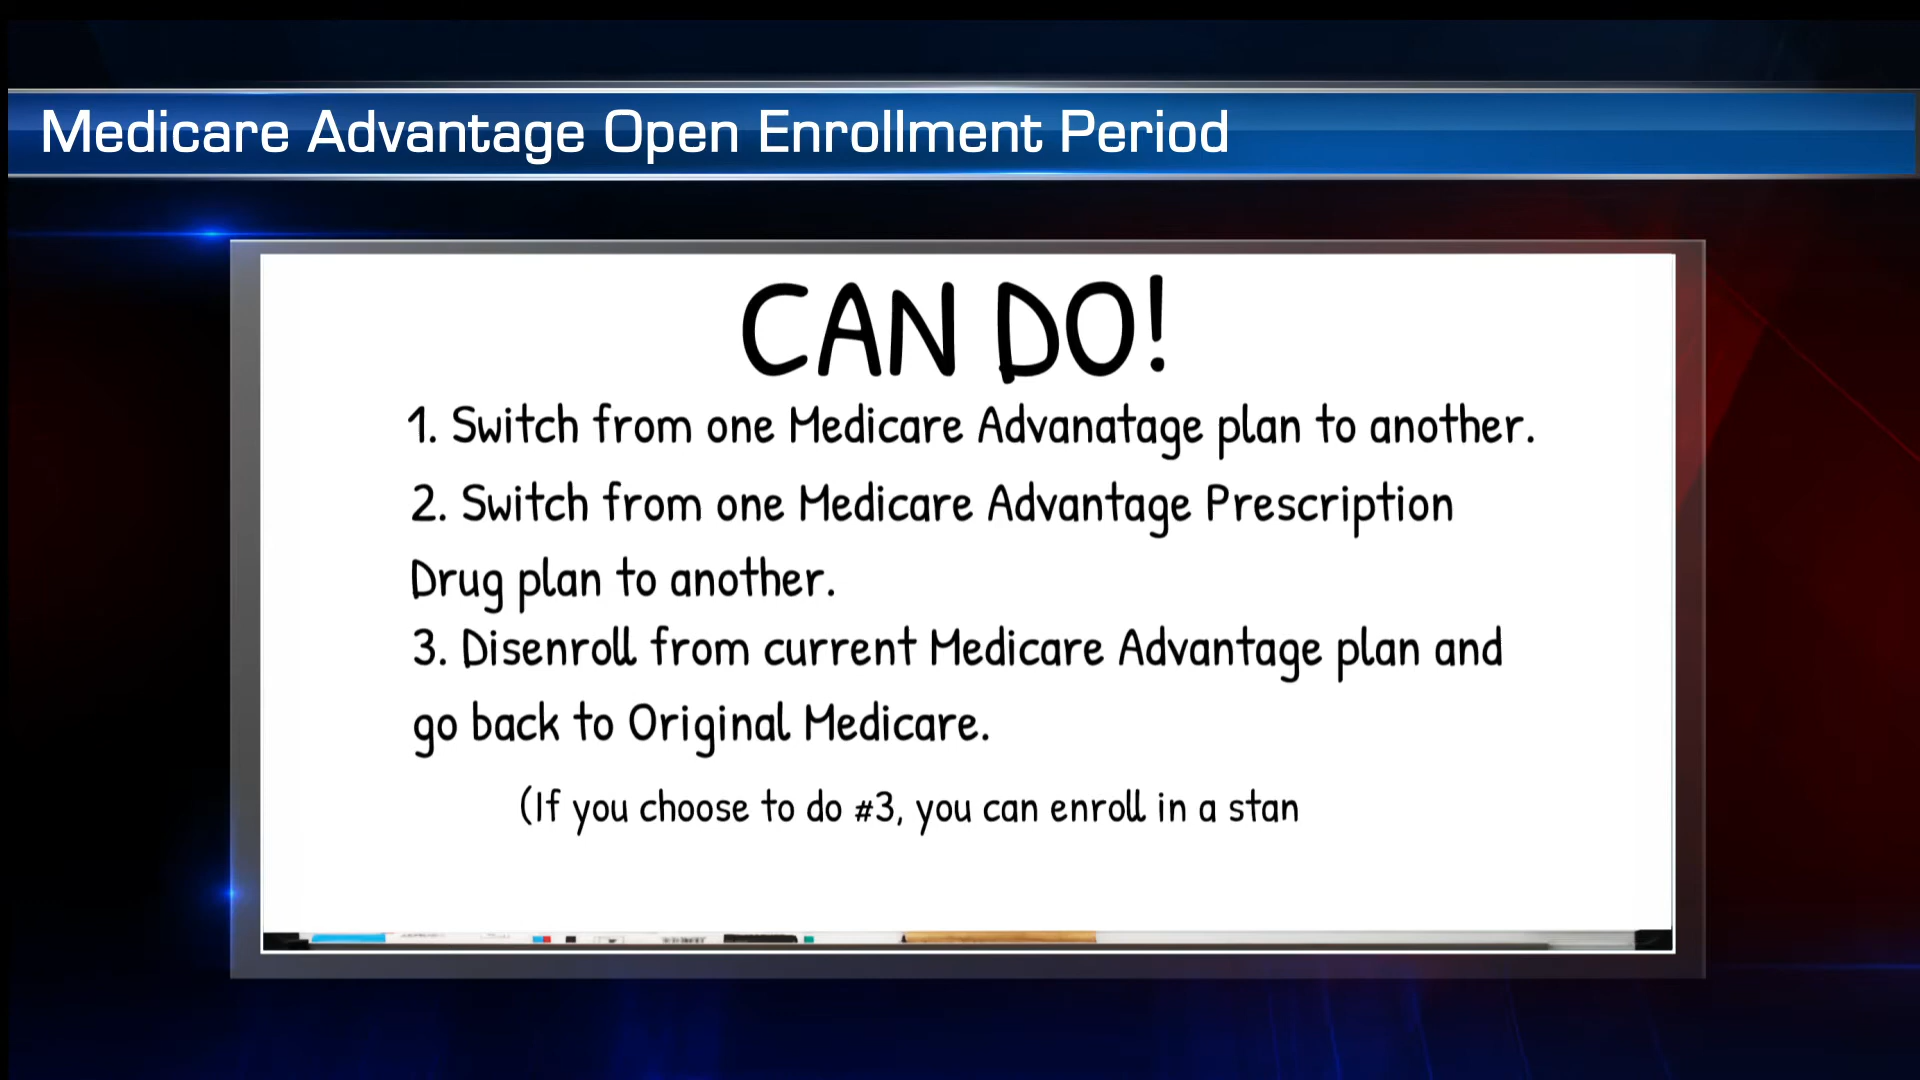 Medicare Advantage Open Enrollment Period
CAN DO!
1. Switch from one Medicare Advanatage plan to another.
2. Switch from one Medicare Advantage Prescription
Drug plan to another.
3. Disenroll from current Medicare Advantage plan and
go back to Original Medicare.
(If you choose to do #3, you can enroll in a stan